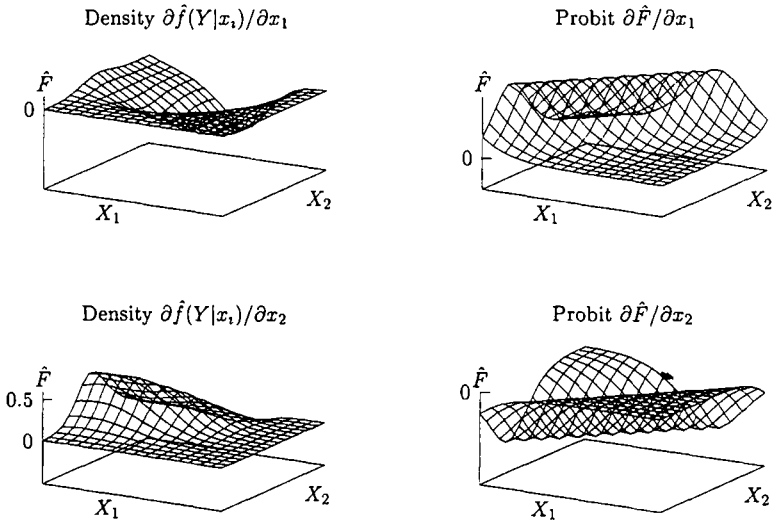 Density ∂f̂(Y|xᵢ)/∂x₁
Probit ∂F̂/∂x₁
F̂
0
X₁
X₂
F̂
0
X₁
X₂
Density ∂f̂(Y|xᵢ)/∂x₂
Probit ∂F̂/∂x₂
F̂
0.5
0
X₁
X₂
F̂
0
X₁
X₂